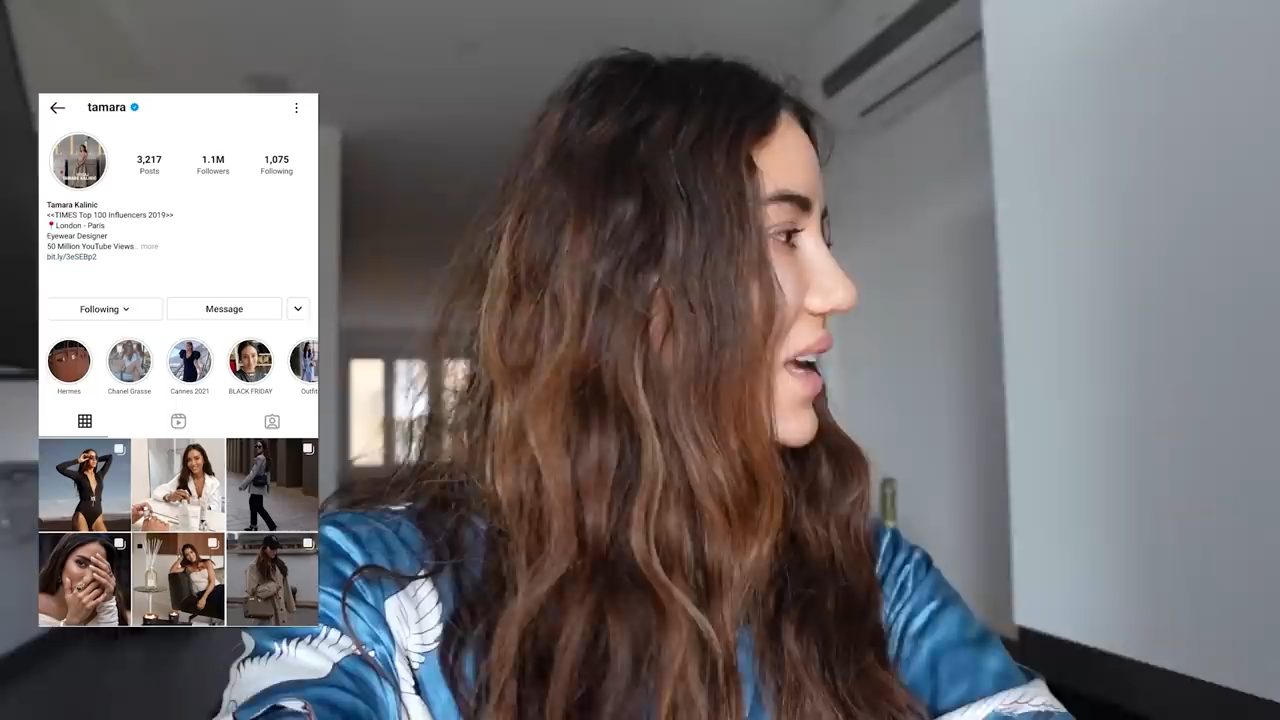 tamara
3,217
1.1M
1,075
Posts
Followers
Following
Tamara Kalinic
<<TIMES Top 100 Influencers 2019>>
📍London - Paris
Eyewear Designer
50 Million YouTube Views... more
bit.ly/3eSEBp2
Following
Message
Hermes
Chanel Grasse
Cannes 2021
BLACK FRIDAY
Outfit
TAMARA KALINIC